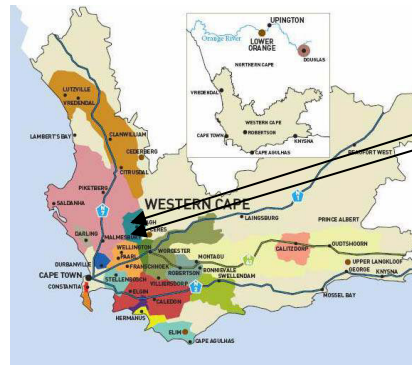 UPINGTON
Orange River
LOWER
ORANGE
DOUGLAS
NORTHERN CAPE
VREDENDAL
WESTERN CAPE
CAPE TOWN
ROBERTSON
KNYSNA
CAPE AGULHAS
LUTZVILLE
VREDENDAL
LAMBERT'S BAY
CLANWILLIAM
CEDERBERG
CITRUSDAL
BEAUFORT WEST
PIKETBERG
WESTERN CAPE
SALDANHA
LAINGSBURG
PRINCE ALBERT
DARLING
MALMESBURY
WELLINGTON
WORCESTER
CALITZDORP
OUDTSHOORN
DURBANVILLE
PAARL
MONTAGU
FRANSCHHOEK
ROBERTSON
BONNIEVALE
UPPER LANGKLOOF
CAPE TOWN
STELLENBOSCH
VILLIERSDORP
SWELLENDAM
GEORGE
KNYSNA
CONSTANTIA
ELGIN
CALEDON
MOSSEL BAY
HERMANUS
ELIM
CAPE AGULHAS